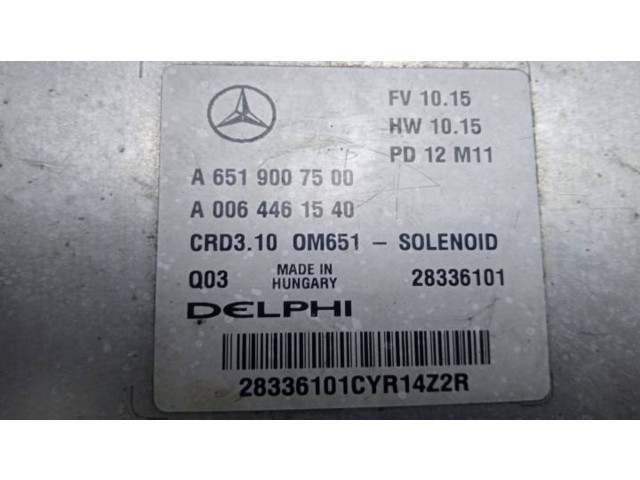 FV 10.15
HW 10.15
PD 12 M11
A 651 900 75 00
A 006 446 15 40
CRD3.10 OM651 - SOLENOID
Q03 MADE IN HUNGARY 28336101
DELPHI
28336101CYR14Z2R